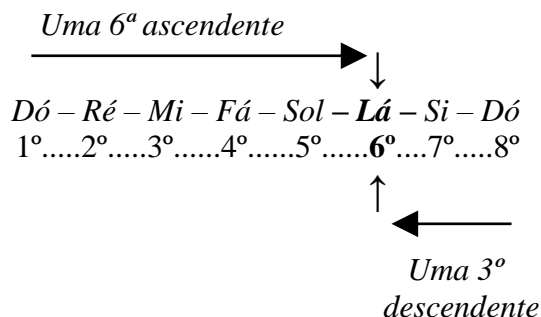 Uma 6ª ascendente
Dó – Ré – Mi – Fá – Sol – Lá – Si – Dó
1º.....2º.....3º......4º......5º......6º....7º.....8º
Uma 3º
descendente